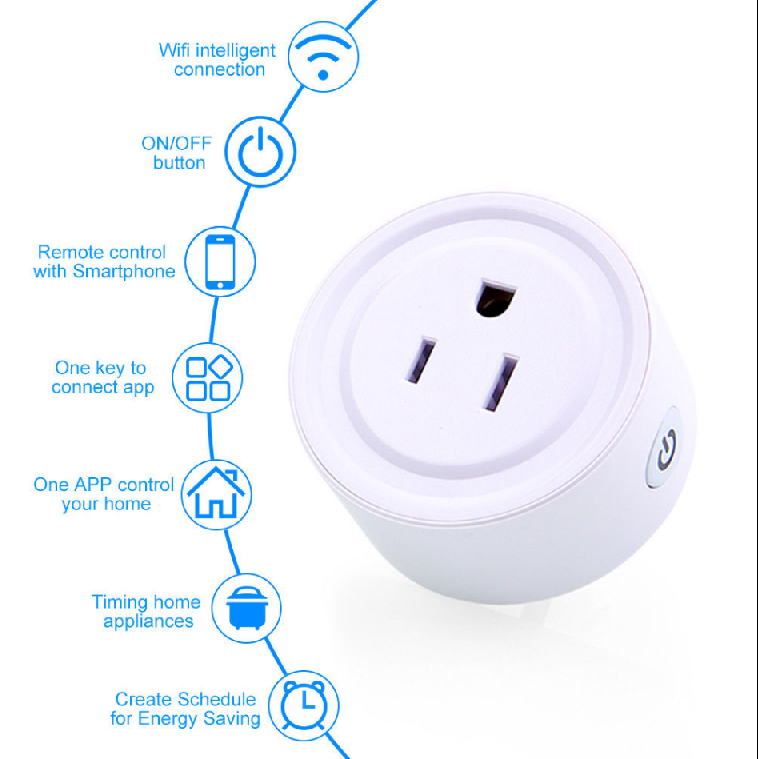 Wifi intelligent
connection
ON/OFF
button
Remote control
with Smartphone
One key to
connect app
One APP control
your home
Timing home
appliances
Create Schedule
for Energy Saving